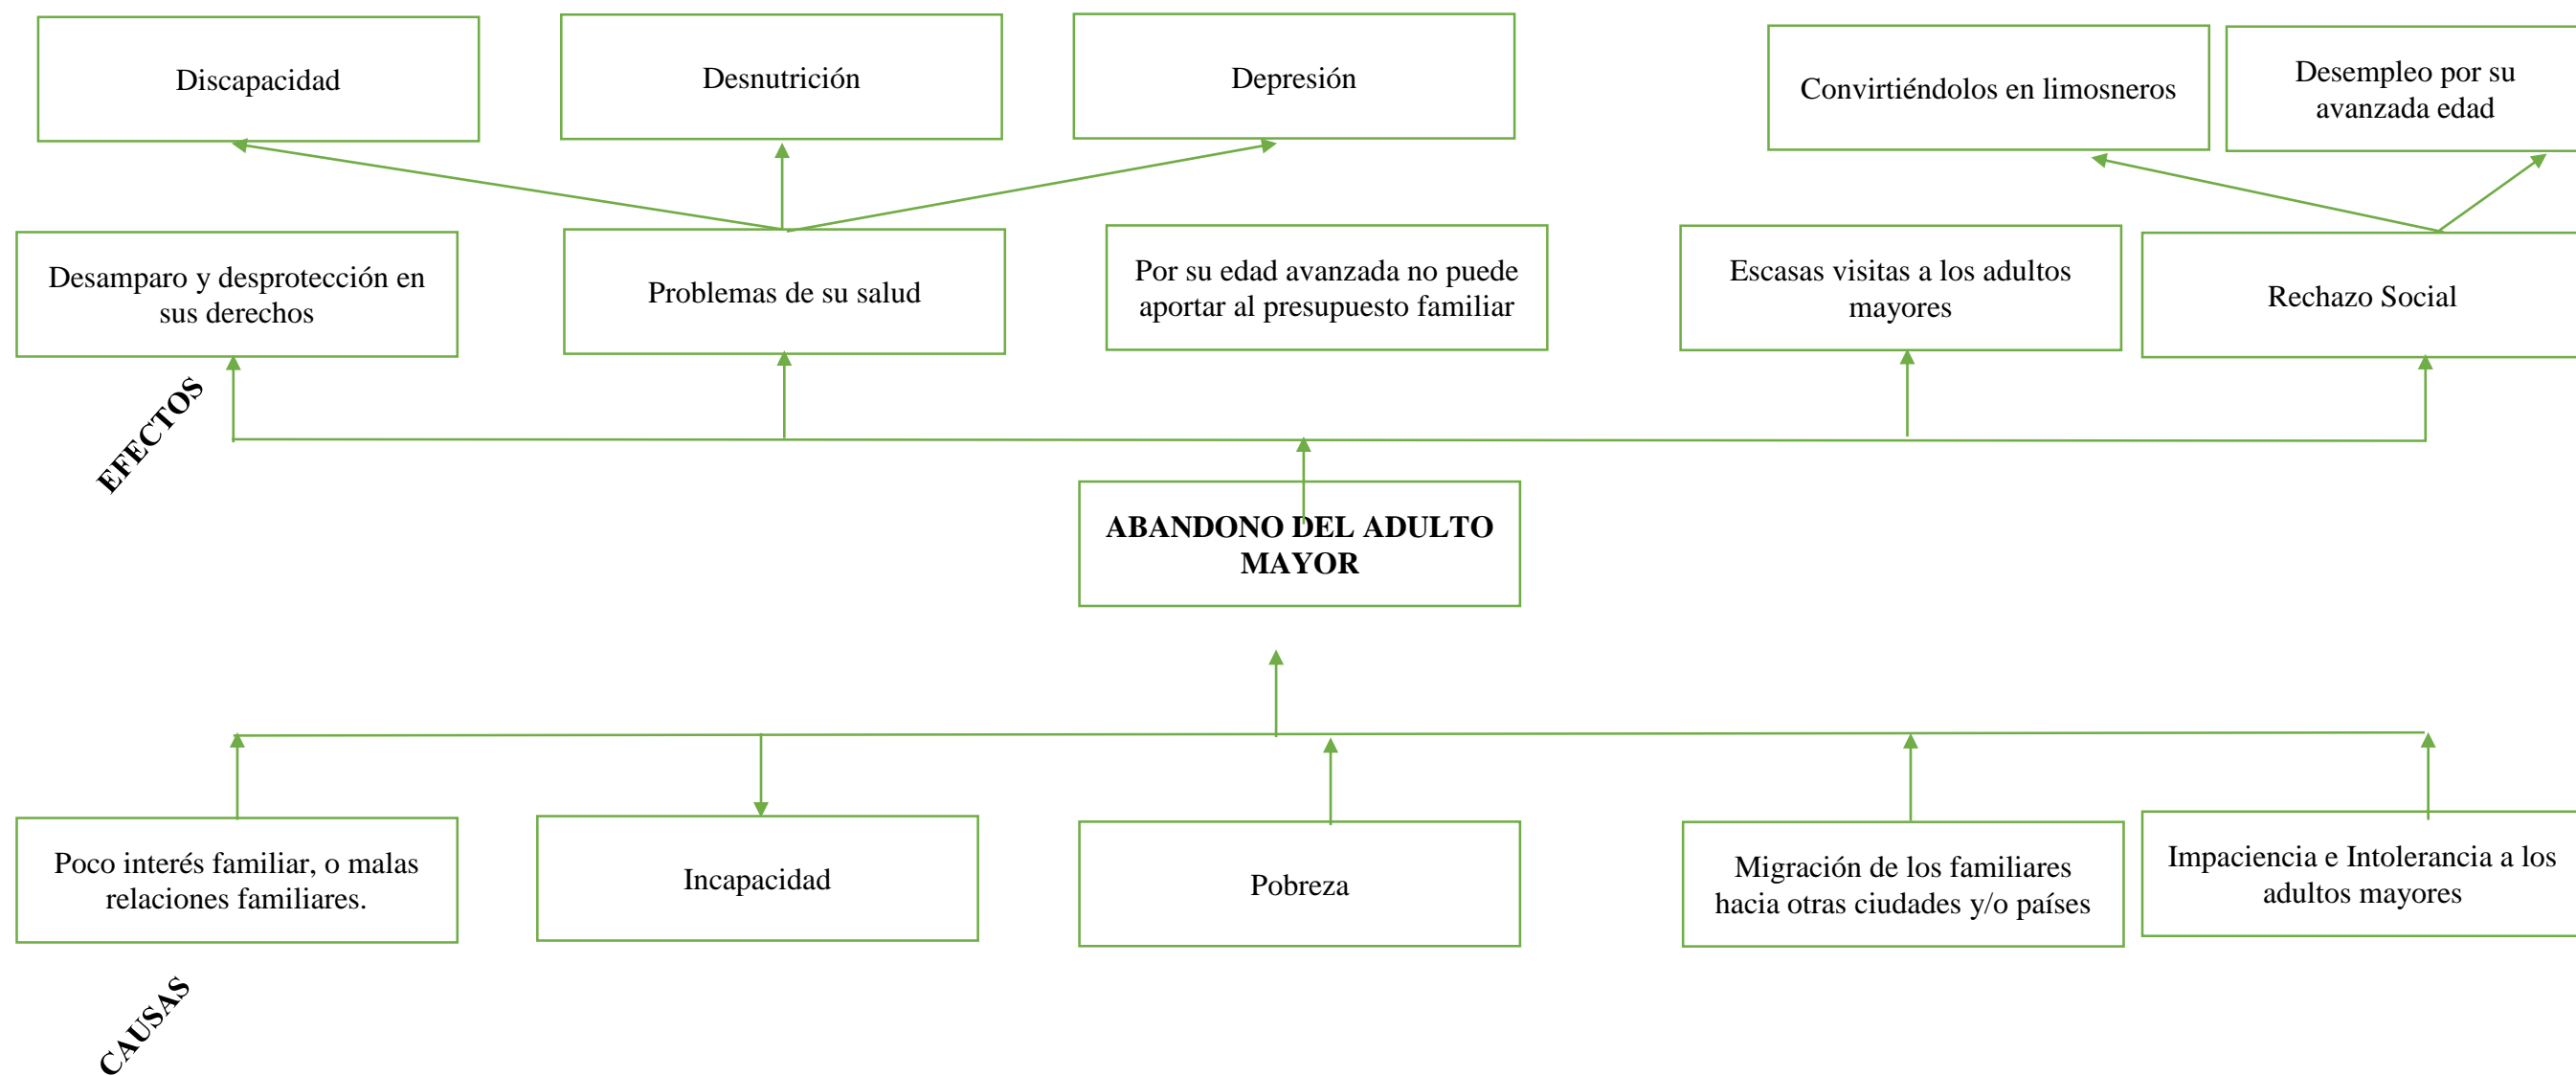 Discapacidad
Desnutrición
Depresión
Convirtiéndolos en limosneros
Desempleo por su
avanzada edad
Desamparo y desprotección en
sus derechos
Problemas de su salud
Por su edad avanzada no puede
aportar al presupuesto familiar
Escasas visitas a los adultos
mayores
Rechazo Social
EFECTOS
ABANDONO DEL ADULTO
MAYOR
Poco interés familiar, o malas
relaciones familiares.
Incapacidad
Pobreza
Migración de los familiares
hacia otras ciudades y/o países
Impaciencia e Intolerancia a los
adultos mayores
CAUSAS